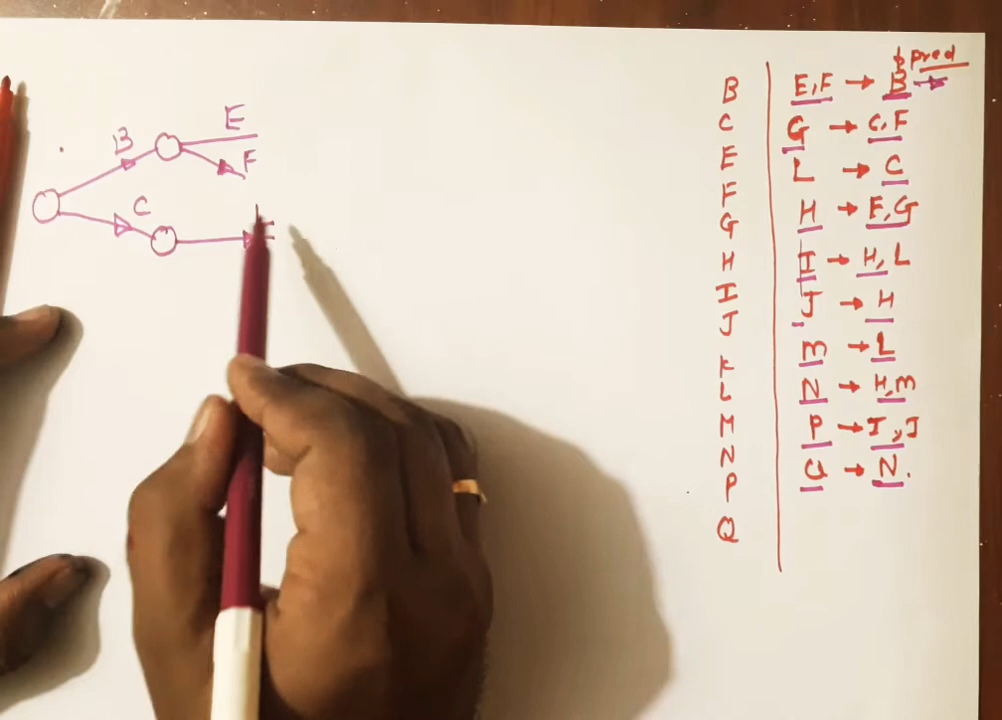 B E
F
C
↓ Pred
B | E,F → B
C | G → C,F
E | L → C
F | H → E,G
G | I → H, L
H | J → H
I | M → L
J | N → H,M
L | P → I,J
M | Q → N.
N
P
Q